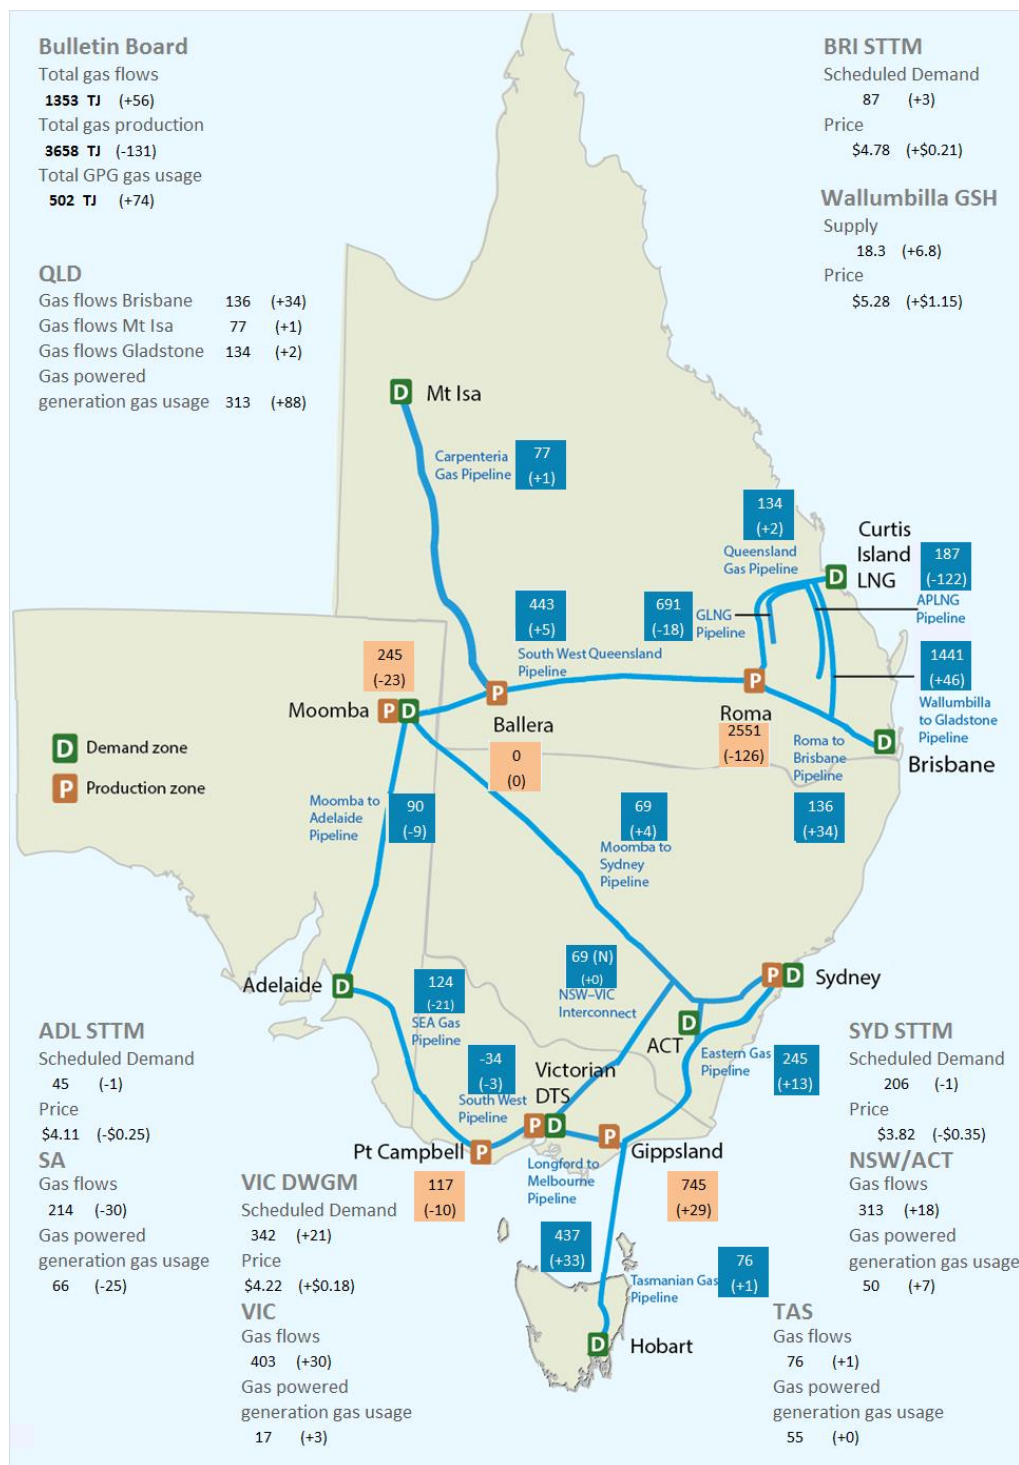 Bulletin Board
Total gas flows
1353 TJ (+56)
Total gas production
3658 TJ (-131)
Total GPG gas usage
502 TJ (+74)
BRI STTM
Scheduled Demand
87 (+3)
Price
$4.78 (+$0.21)
Wallumbilla GSH
Supply
18.3 (+6.8)
Price
$5.28 (+$1.15)
QLD
Gas flows Brisbane 136 (+34)
Gas flows Mt Isa 77 (+1)
Gas flows Gladstone 134 (+2)
Gas powered
generation gas usage 313 (+88)
D Mt Isa
Carpenteria
Gas Pipeline
77
(+1)
134
(+2)
Queensland
Gas Pipeline
Curtis
Island
LNG
D
187
(-122)
APLNG
Pipeline
443
(+5)
South West Queensland
Pipeline
691
(-18)
GLNG
Pipeline
1441
(+46)
Wallumbilla
to Gladstone
Pipeline
245
(-23)
Moomba P D
P
Ballera
0
(0)
P
Roma
2551
(-126)
Roma to
Brisbane
Pipeline
136
(+34)
D
Brisbane
D Demand zone
P Production zone
Moomba to
Adelaide
Pipeline
90
(-9)
69
(+4)
Moomba to
Sydney
Pipeline
Adelaide D
124
(-21)
SEA Gas
Pipeline
69 (N)
(+0)
NSW–VIC
Interconnect
P D Sydney
D
ACT
Eastern Gas
Pipeline
245
(+13)
-34
(-3)
South West
Pipeline
Victorian
DTS
P D
P
Gippsland
745
(+29)
Pt Campbell P
117
(-10)
Longford to
Melbourne
Pipeline
437
(+33)
76
(+1)
Tasmanian Gas
Pipeline
D Hobart
ADL STTM
Scheduled Demand
45 (-1)
Price
$4.11 (-$0.25)
SA
Gas flows
214 (-30)
Gas powered
generation gas usage
66 (-25)
VIC DWGM
Scheduled Demand
342 (+21)
Price
$4.22 (+$0.18)
VIC
Gas flows
403 (+30)
Gas powered
generation gas usage
17 (+3)
SYD STTM
Scheduled Demand
206 (-1)
Price
$3.82 (-$0.35)
NSW/ACT
Gas flows
313 (+18)
Gas powered
generation gas usage
50 (+7)
TAS
Gas flows
76 (+1)
Gas powered
generation gas usage
55 (+0)